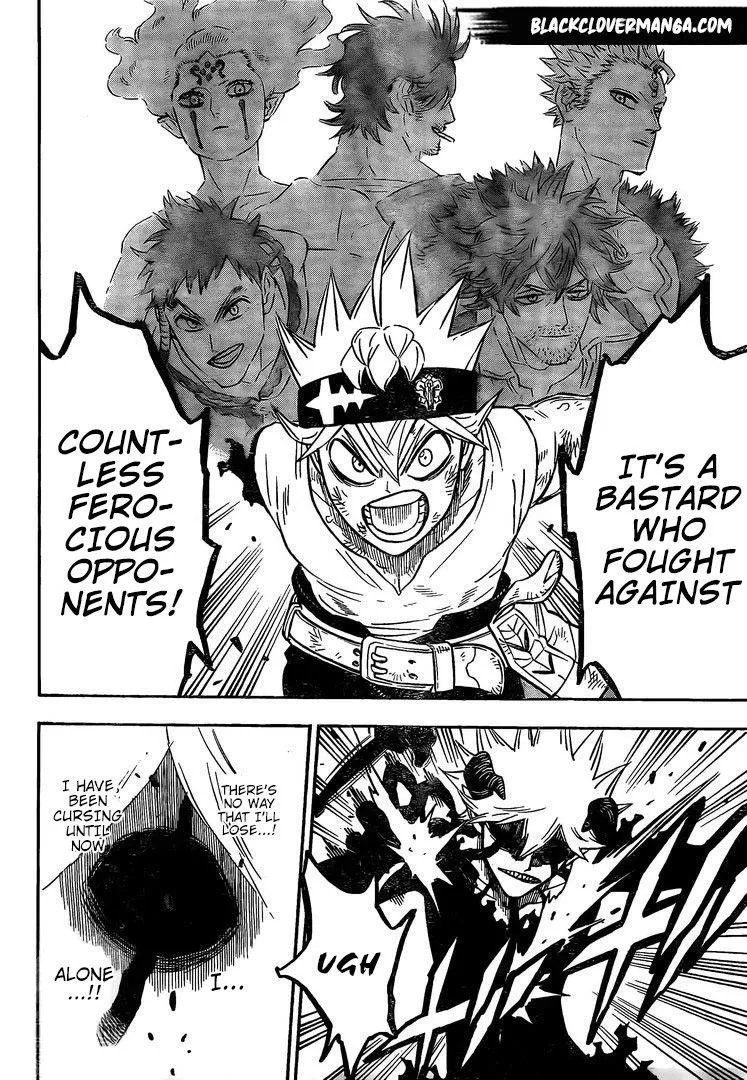 BLACKCLOVERMANGA.COM
IT'S A
BASTARD
WHO
FOUGHT
AGAINST
COUNT-
LESS
FERO-
CIOUS
OPPO-
NENTS!
UGH
THERE'S
NO WAY
THAT I'LL
LOSE...!
I HAVE
BEEN
CURSING
UNTIL
NOW
I...
ALONE
...!!